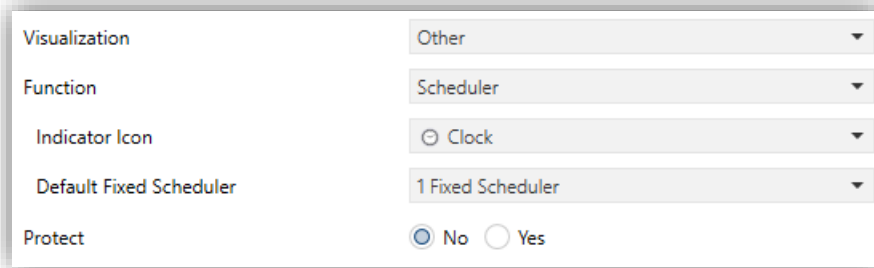 Visualization Other
Function Scheduler
Indicator Icon Clock
Default Fixed Scheduler 1 Fixed Scheduler
Protect No Yes